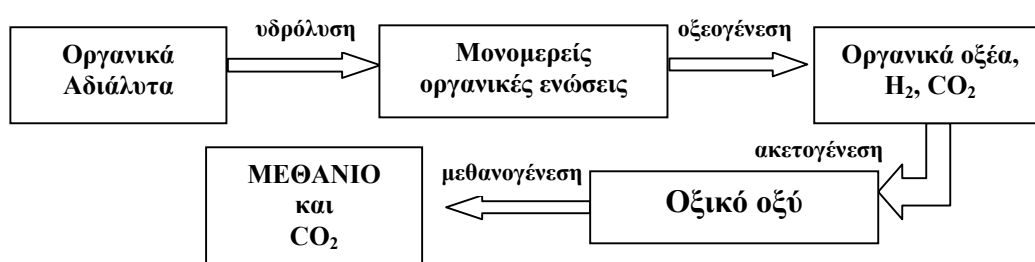 Οργανικά
Αδιάλυτα
υδρόλυση
Μονομερείς
οργανικές ενώσεις
οξεογένεση
Οργανικά οξέα,
H₂, CO₂
ακετογένεση
Οξικό οξύ
μεθανογένεση
ΜΕΘΑΝΙΟ
και
CO₂